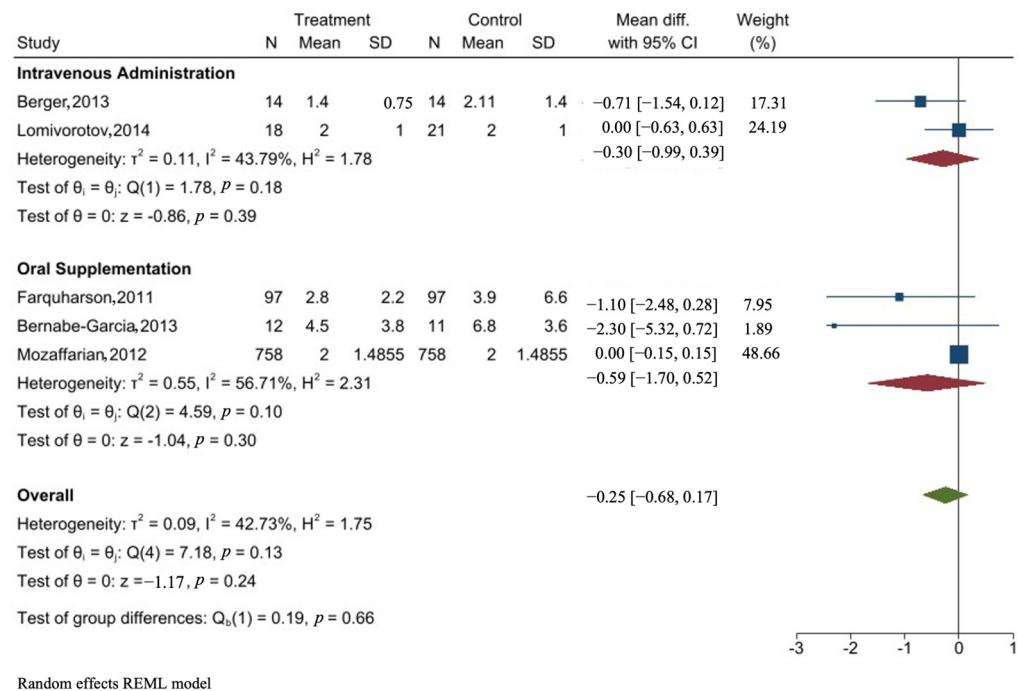 Treatment Control Mean diff. Weight
Study N Mean SD N Mean SD with 95% CI (%)
Intravenous Administration
Berger,2013 14 1.4 0.75 14 2.11 1.4 −0.71 [−1.54, 0.12] 17.31
Lomivorotov,2014 18 2 1 21 2 1 0.00 [−0.63, 0.63] 24.19
Heterogeneity: τ² = 0.11, I² = 43.79%, H² = 1.78 −0.30 [−0.99, 0.39]
Test of θᵢ = θⱼ: Q(1) = 1.78, p = 0.18
Test of θ = 0: z = -0.86, p = 0.39
Oral Supplementation
Farquharson,2011 97 2.8 2.2 97 3.9 6.6 −1.10 [−2.48, 0.28] 7.95
Bernabe-Garcia,2013 12 4.5 3.8 11 6.8 3.6 −2.30 [−5.32, 0.72] 1.89
Mozaffarian,2012 758 2 1.4855 758 2 1.4855 0.00 [−0.15, 0.15] 48.66
Heterogeneity: τ² = 0.55, I² = 56.71%, H² = 2.31 −0.59 [−1.70, 0.52]
Test of θᵢ = θⱼ: Q(2) = 4.59, p = 0.10
Test of θ = 0: z = -1.04, p = 0.30
Overall −0.25 [−0.68, 0.17]
Heterogeneity: τ² = 0.09, I² = 42.73%, H² = 1.75
Test of θᵢ = θⱼ: Q(4) = 7.18, p = 0.13
Test of θ = 0: z =−1.17, p = 0.24
Test of group differences: Q_b(1) = 0.19, p = 0.66
-3 -2 -1 0 1
Random effects REML model